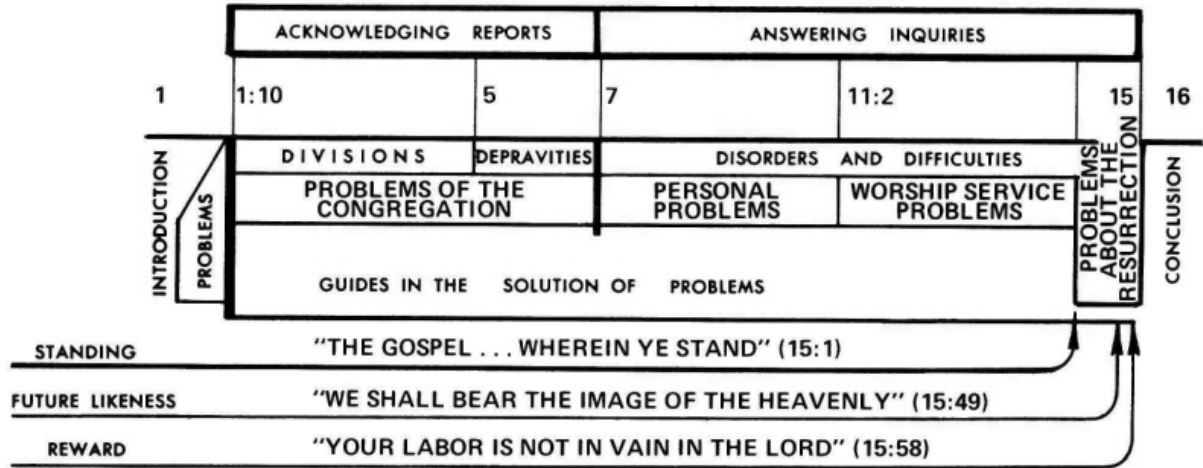 ACKNOWLEDGING REPORTS
ANSWERING INQUIRIES
1
1:10
5
7
11:2
15
16
INTRODUCTION
PROBLEMS
DIVISIONS
DEPRAVITIES
DISORDERS AND DIFFICULTIES
PROBLEMS OF THE
CONGREGATION
PERSONAL
PROBLEMS
WORSHIP SERVICE
PROBLEMS
PROBLEMS
ABOUT THE
RESURRECTION
CONCLUSION
GUIDES IN THE SOLUTION OF PROBLEMS
STANDING "THE GOSPEL . . . WHEREIN YE STAND" (15:1)
FUTURE LIKENESS "WE SHALL BEAR THE IMAGE OF THE HEAVENLY" (15:49)
REWARD "YOUR LABOR IS NOT IN VAIN IN THE LORD" (15:58)